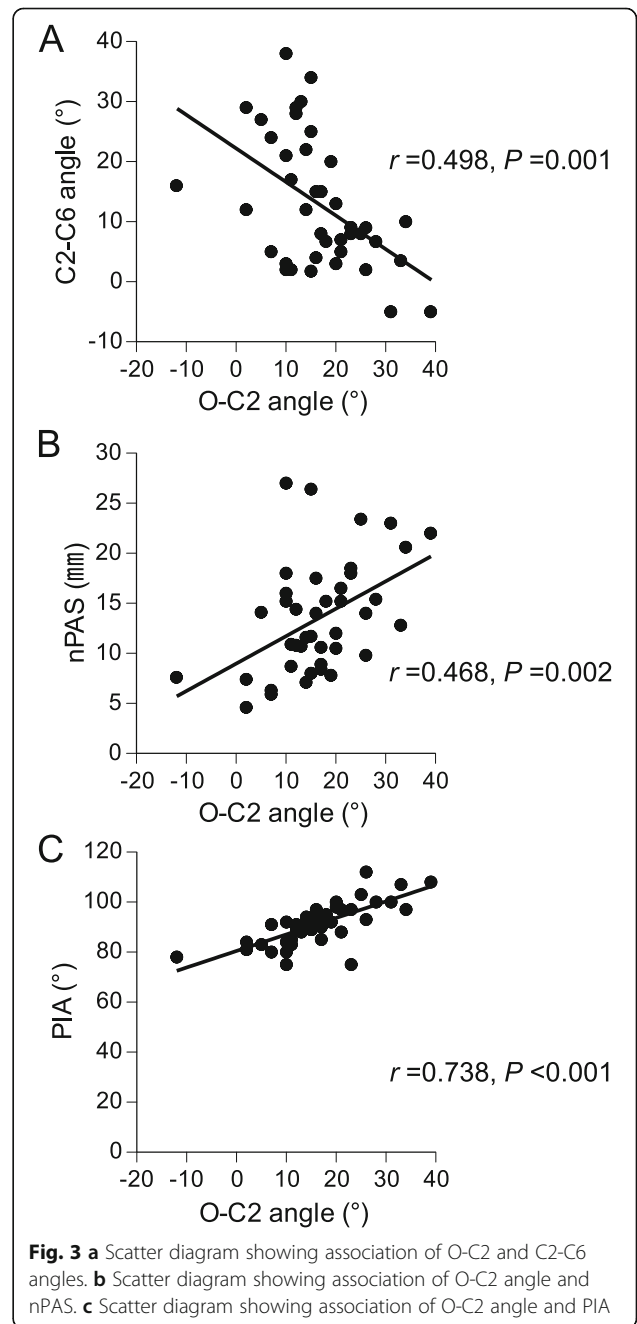 A
40
30
20
10
0
-10
C2-C6 angle (°)
r =0.498, P =0.001
-20 -10 0 10 20 30 40
O-C2 angle (°)
B
30
25
20
15
10
5
0
nPAS (㎜)
r =0.468, P =0.002
-20 -10 0 10 20 30 40
O-C2 angle (°)
C
120
100
80
60
40
20
0
PIA (°)
r =0.738, P <0.001
-20 -10 0 10 20 30 40
O-C2 angle (°)
Fig. 3 a Scatter diagram showing association of O-C2 and C2-C6
angles. b Scatter diagram showing association of O-C2 angle and
nPAS. c Scatter diagram showing association of O-C2 angle and PIA